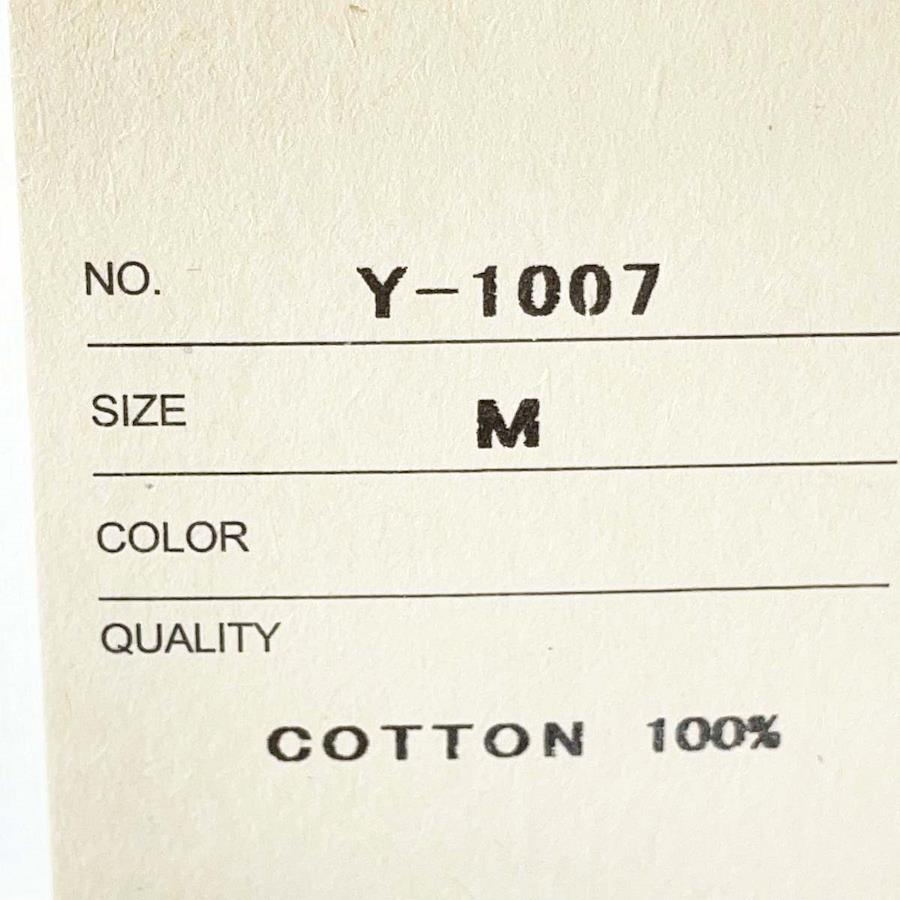 NO. Y-1007
SIZE M
COLOR
QUALITY
COTTON 100%